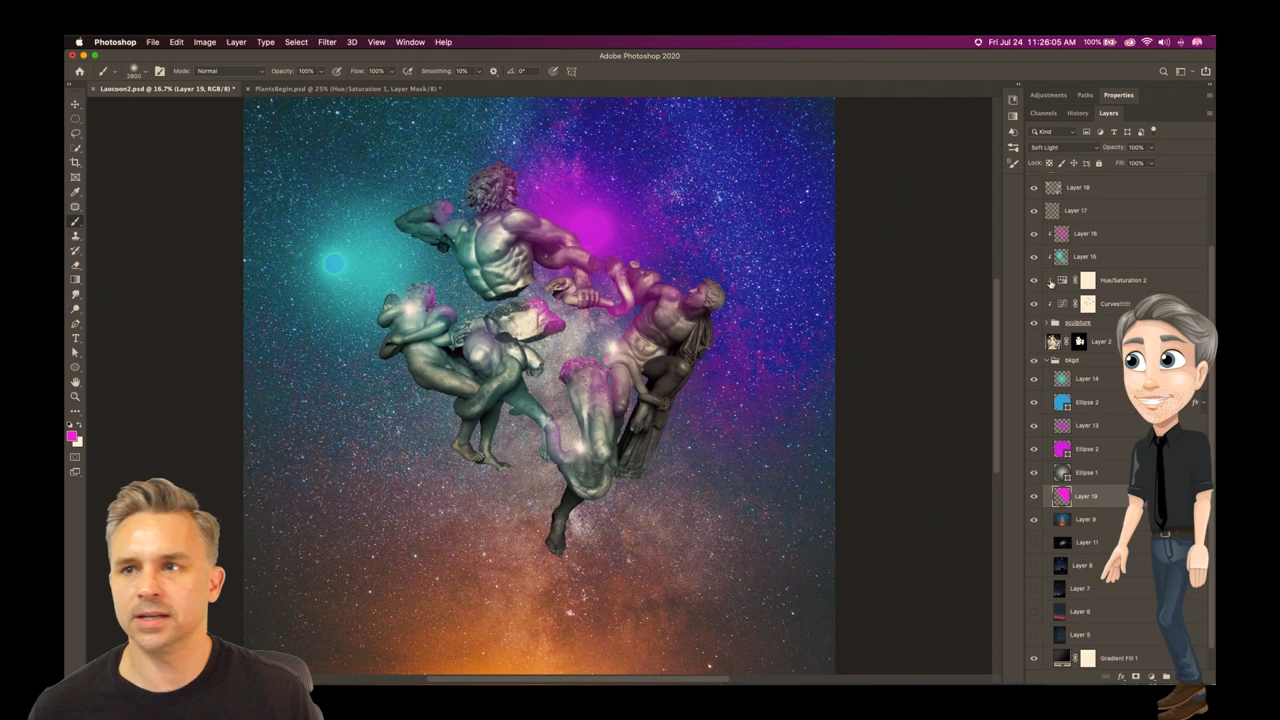 Photoshop File Edit Image Layer Type Select Filter 3D View Window Help 100% Fri Jul 24 11:26:05 AM
Adobe Photoshop 2020
2800 Mode: Normal Opacity: 100% Flow: 100% Smoothing: 10% 0°
Laocoon2.psd @ 16.7% (Layer 19, RGB/8) * PlantsBegin.psd @ 25% (Hue/Saturation 1, Layer Mask/8) *
Adjustments Paths Properties
Channels History Layers
Kind
Soft Light Opacity: 100%
Lock: Fill: 100%
Layer 18
Layer 17
Layer 16
Layer 15
Hue/Saturation 2
Curves!!!!!!
sculpture
Layer 2
bkgd
Layer 14
Ellipse 2
fx
Layer 13
Ellipse 2
Ellipse 1
Layer 19
Layer 9
Layer 11
Layer 8
Layer 7
Layer 6
Layer 5
Gradient Fill 1
fx